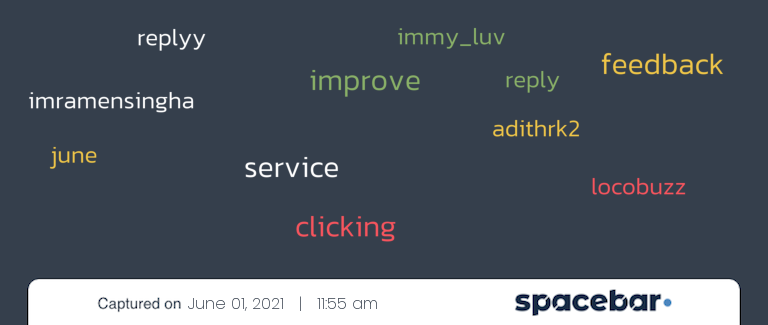 replyy
immy_luv
feedback
improve
reply
imramensingha
adithrk2
june
service
locobuzz
clicking
Captured on June 01, 2021 | 11:55 am
spacebar